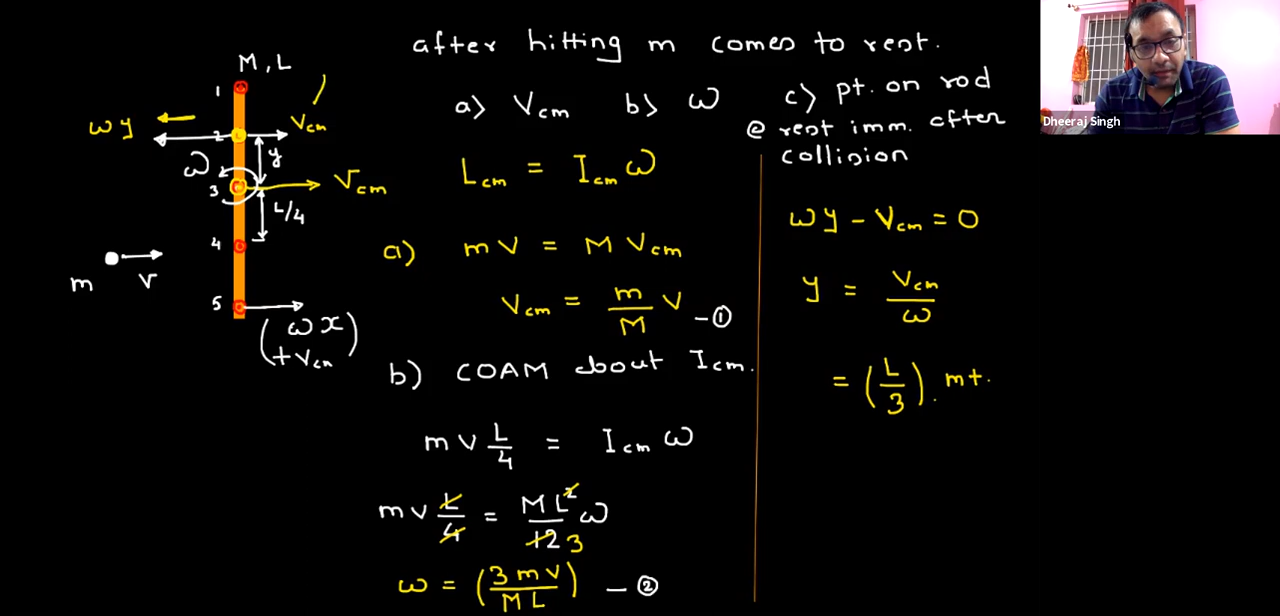 after hitting m comes to rest.
a) Vcm b) ω c) pt. on rod
@ rest imm. after
collision
M, L
1
ωy
2
Vcm
y
ω
3
Vcm
L/4
4
m v
5
(ωx
+Vcm)
Lcm = Icm ω
a) mV = M Vcm
Vcm = m/M V -①
b) COAM about Icm.
m v L/4 = Icm ω
m v L/4 = ML²/12 3 ω
ω = (3mV/ML) - ②
ωy - Vcm = 0
y = Vcm/ω
= (L/3). mt.
Dheeraj Singh